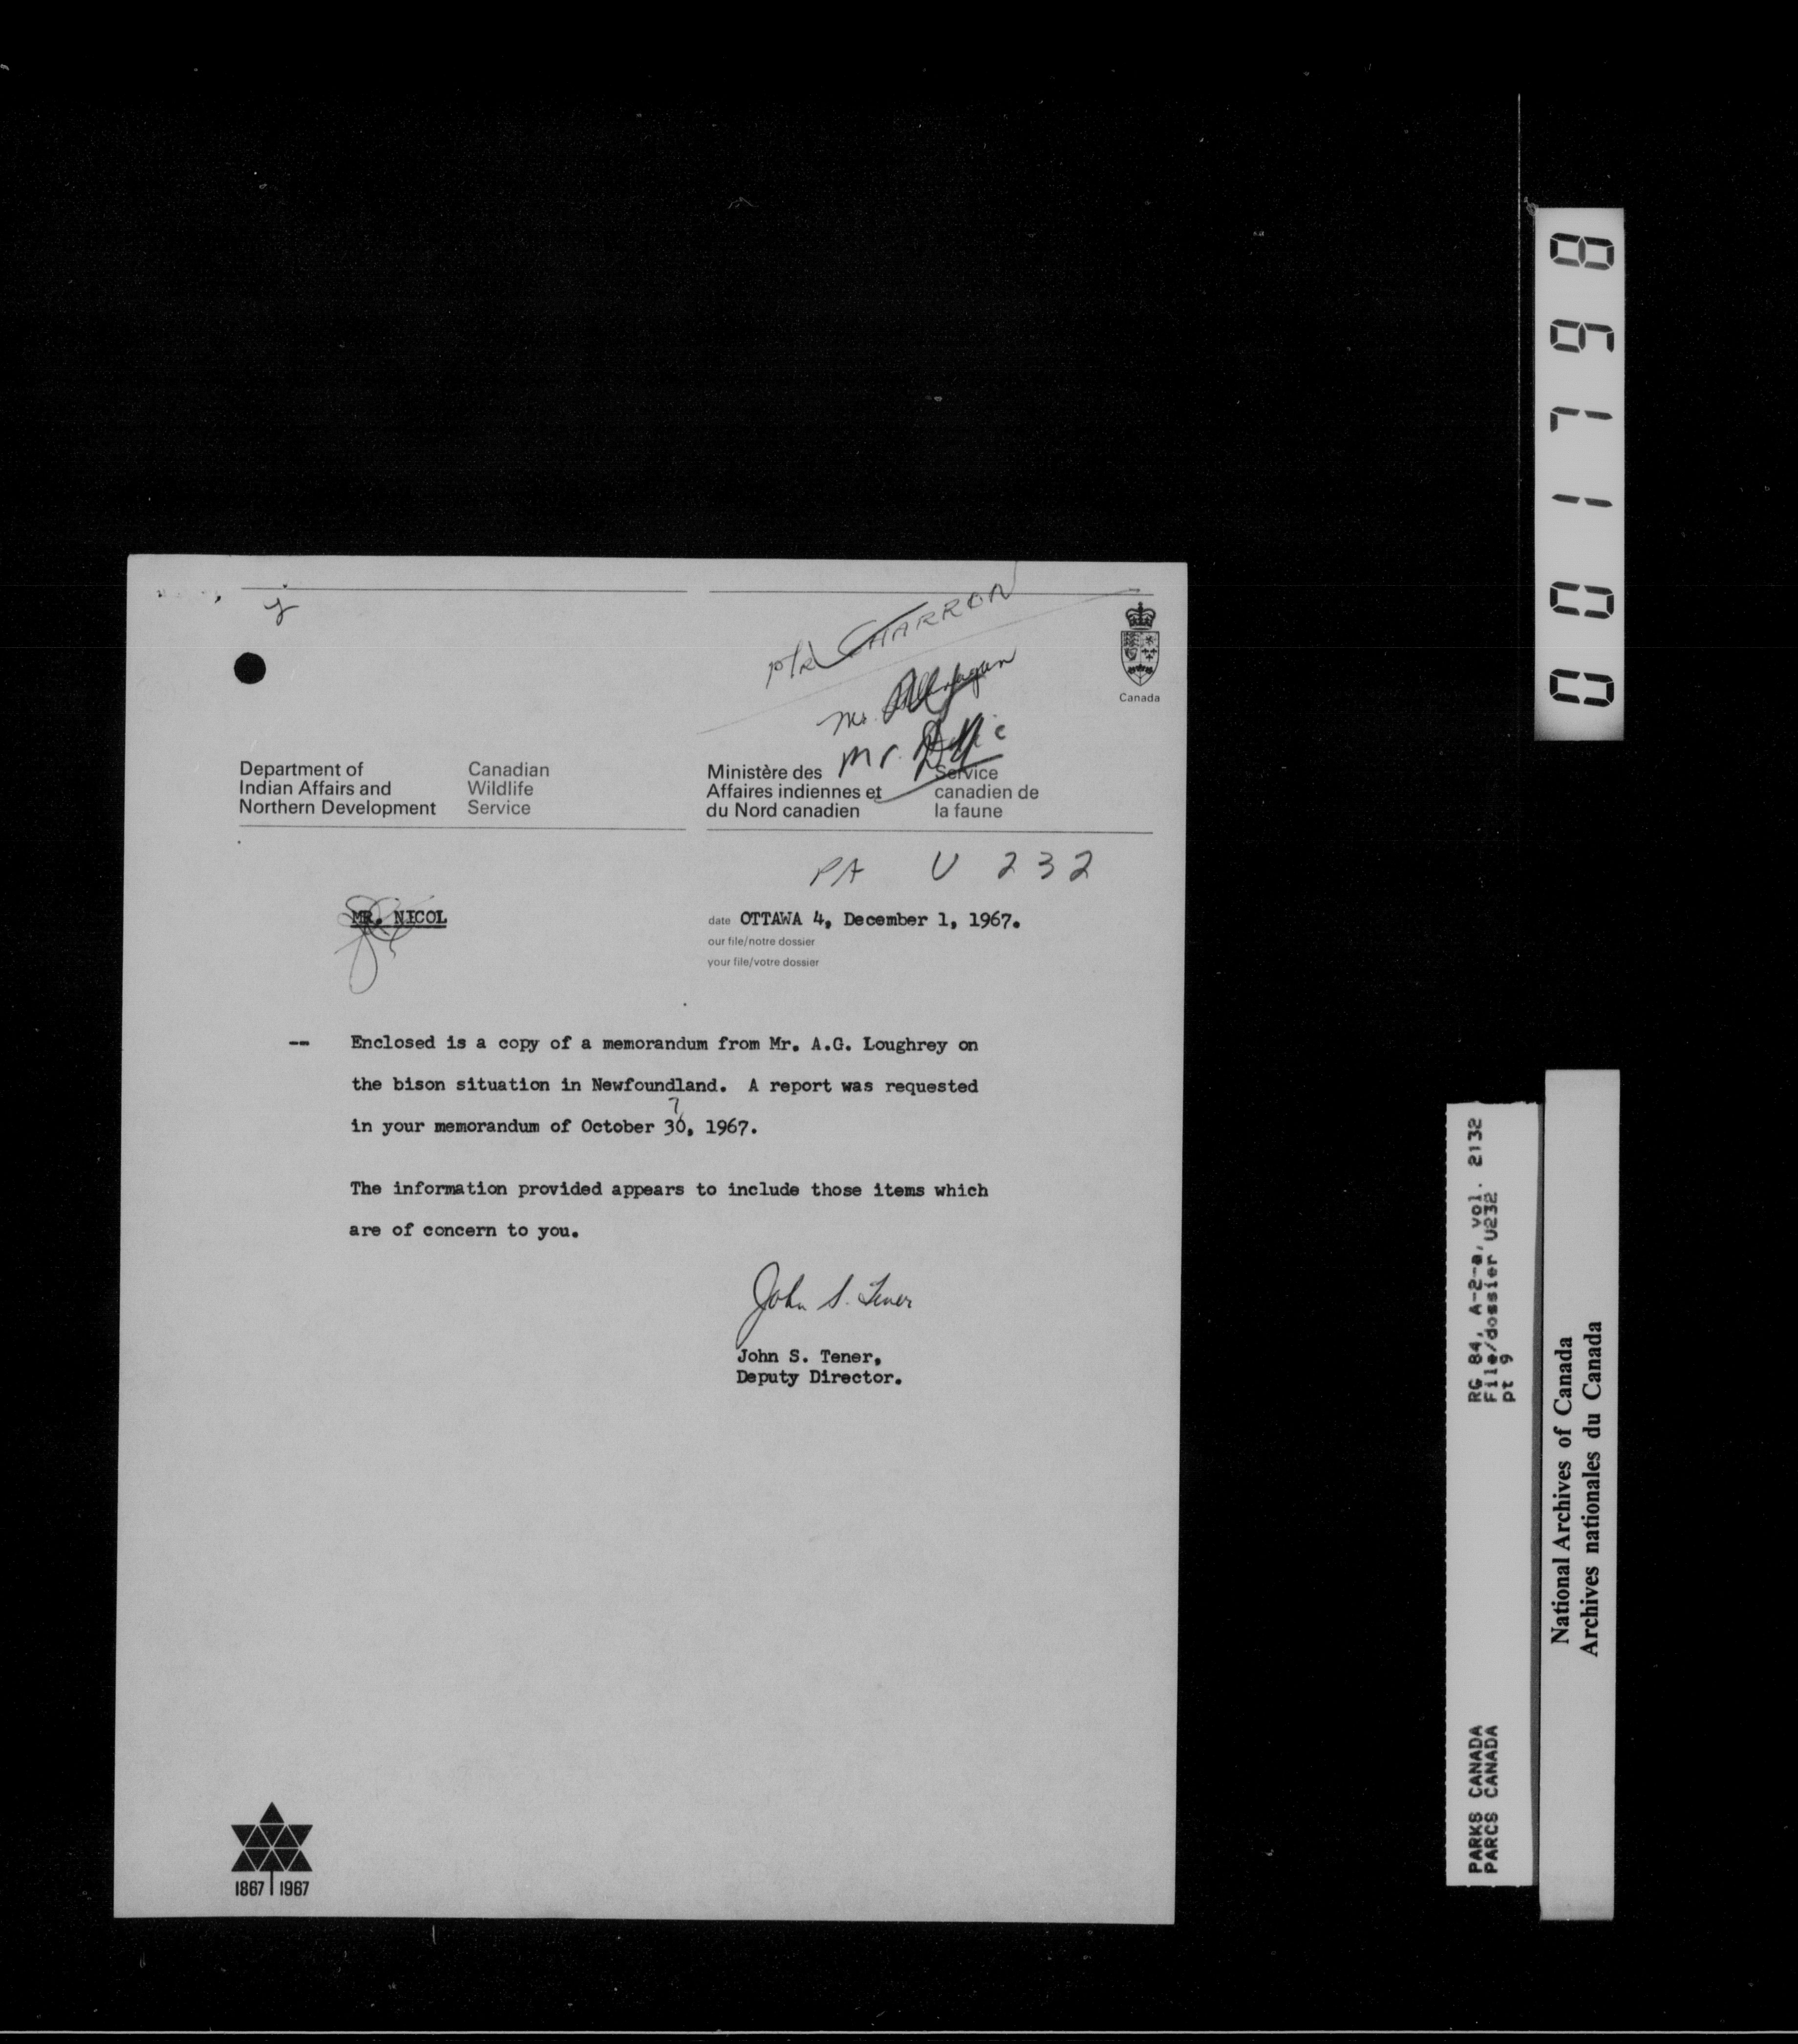 MR CHARRON
Mr.
Mr.
Canada
Department of
Indian Affairs and
Northern Development
Canadian
Wildlife
Service
Ministère des
Affaires indiennes et
du Nord canadien
Service
canadien de
la faune
PA U 232
MR. NICOL
date OTTAWA 4, December 1, 1967.
our file/notre dossier
your file/votre dossier
-- Enclosed is a copy of a memorandum from Mr. A.G. Loughrey on
the bison situation in Newfoundland. A report was requested
7
in your memorandum of October 30, 1967.
The information provided appears to include those items which
are of concern to you.
John S. Tener
John S. Tener,
Deputy Director.
1867 1967
001798
RG 84, A-2-a, vol. 2132
File/dossier U232
pt 9
PARKS CANADA
PARCS CANADA
National Archives of Canada
Archives nationales du Canada